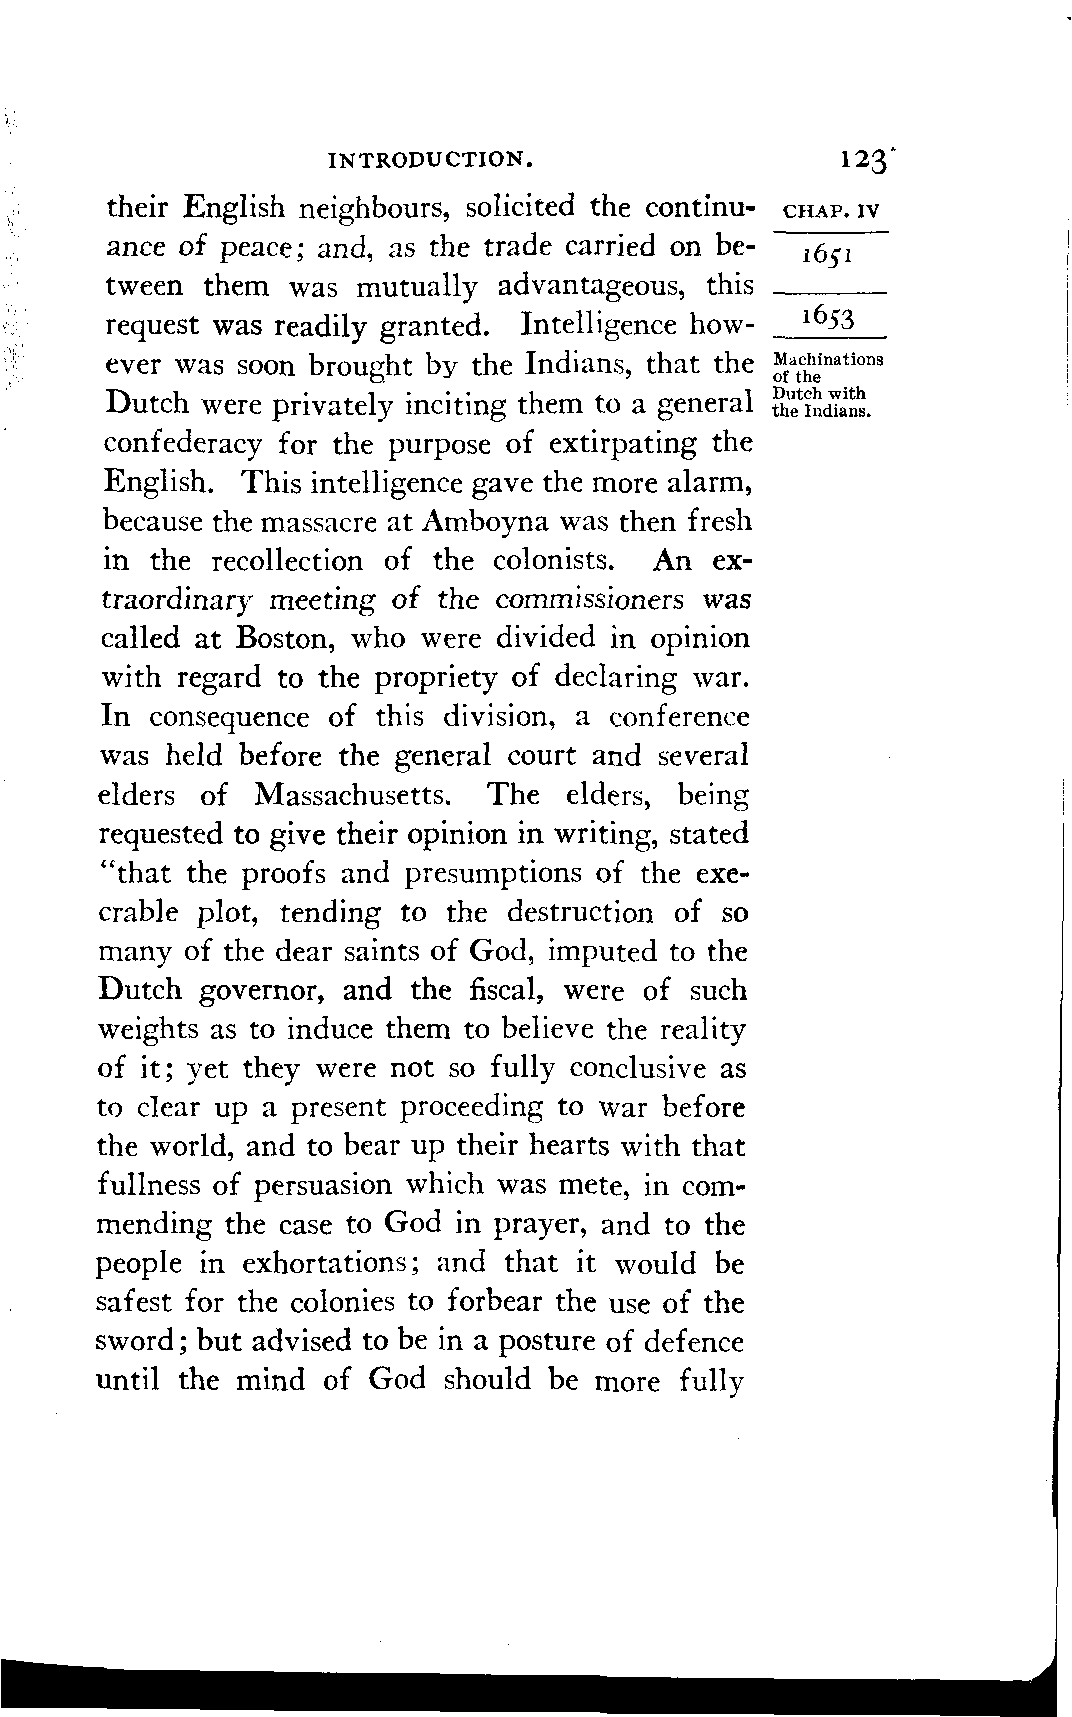 INTRODUCTION. 123
their English neighbours, solicited the continu-
ance of peace; and, as the trade carried on be-
tween them was mutually advantageous, this
request was readily granted. Intelligence how-
ever was soon brought by the Indians, that the
Dutch were privately inciting them to a general
confederacy for the purpose of extirpating the
English. This intelligence gave the more alarm,
because the massacre at Amboyna was then fresh
in the recollection of the colonists. An ex-
traordinary meeting of the commissioners was
called at Boston, who were divided in opinion
with regard to the propriety of declaring war.
In consequence of this division, a conference
was held before the general court and several
elders of Massachusetts. The elders, being
requested to give their opinion in writing, stated
“that the proofs and presumptions of the exe-
crable plot, tending to the destruction of so
many of the dear saints of God, imputed to the
Dutch governor, and the fiscal, were of such
weights as to induce them to believe the reality
of it; yet they were not so fully conclusive as
to clear up a present proceeding to war before
the world, and to bear up their hearts with that
fullness of persuasion which was mete, in com-
mending the case to God in prayer, and to the
people in exhortations; and that it would be
safest for the colonies to forbear the use of the
sword; but advised to be in a posture of defence
until the mind of God should be more fully
CHAP. IV
1651
1653
Machinations
of the
Dutch with
the Indians.